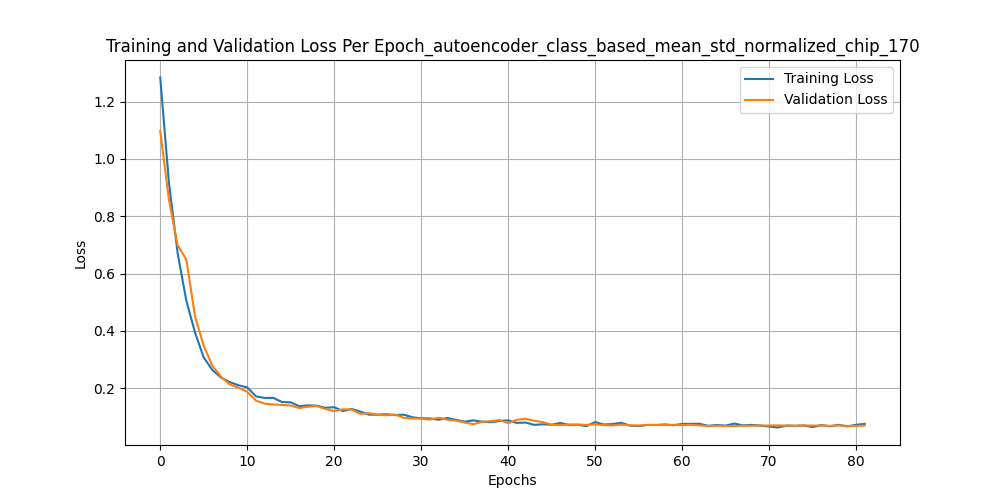 Training and Validation Loss Per Epoch_autoencoder_class_based_mean_std_normalized_chip_170
Training Loss
Validation Loss
1.2
1.0
0.8
0.6
0.4
0.2
Loss
0 10 20 30 40 50 60 70 80
Epochs